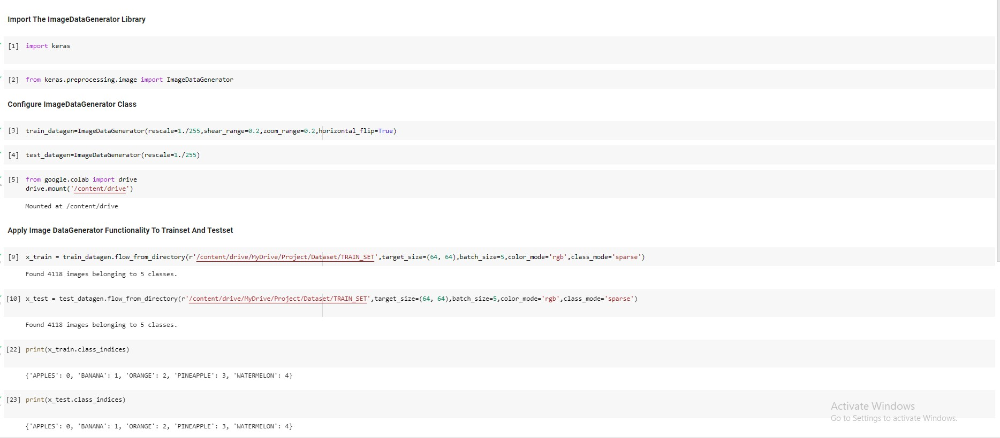 Import The ImageDataGenerator Library
[1] import keras
[2] from keras.preprocessing.image import ImageDataGenerator
Configure ImageDataGenerator Class
[3] train_datagen=ImageDataGenerator(rescale=1./255,shear_range=0.2,zoom_range=0.2,horizontal_flip=True)
[4] test_datagen=ImageDataGenerator(rescale=1./255)
[5] from google.colab import drive
drive.mount('/content/drive')
Mounted at /content/drive
Apply Image DataGenerator Functionality To Trainset And Testset
[9] x_train = train_datagen.flow_from_directory(r'/content/drive/MyDrive/Project/Dataset/TRAIN_SET',target_size=(64, 64),batch_size=5,color_mode='rgb',class_mode='sparse')
Found 4118 images belonging to 5 classes.
[10] x_test = test_datagen.flow_from_directory(r'/content/drive/MyDrive/Project/Dataset/TRAIN_SET',target_size=(64, 64),batch_size=5,color_mode='rgb',class_mode='sparse')
Found 4118 images belonging to 5 classes.
[22] print(x_train.class_indices)
{'APPLES': 0, 'BANANA': 1, 'ORANGE': 2, 'PINEAPPLE': 3, 'WATERMELON': 4}
[23] print(x_test.class_indices)
{'APPLES': 0, 'BANANA': 1, 'ORANGE': 2, 'PINEAPPLE': 3, 'WATERMELON': 4}
Activate Windows
Go to Settings to activate Windows.